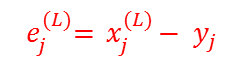 e_j^{(L)} = x_j^{(L)} − y_j